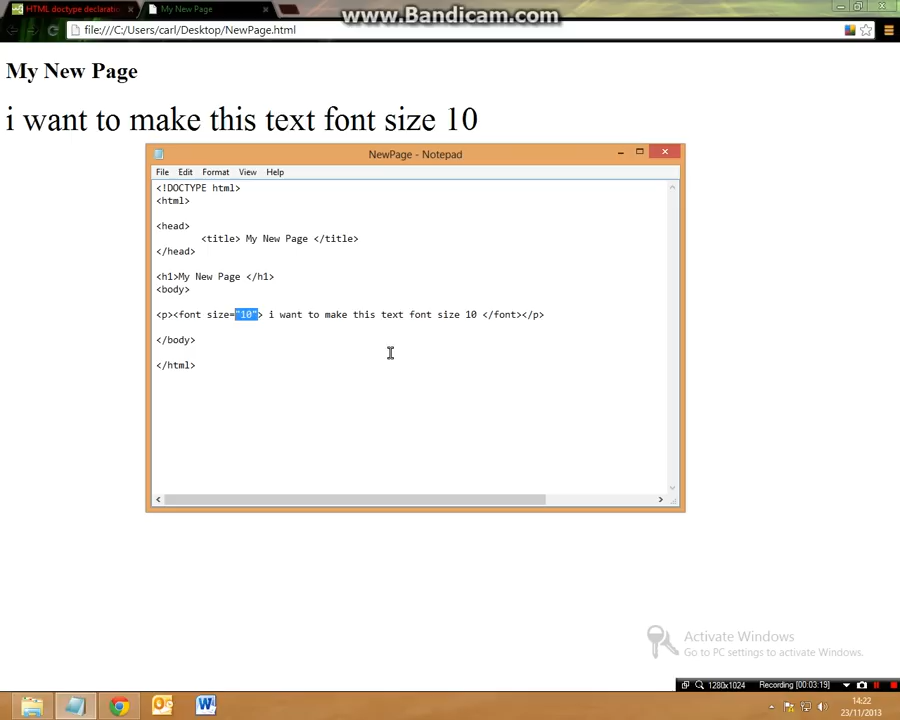 HTML doctype declaratio
My New Page
www.Bandicam.com
file:///C:/Users/carl/Desktop/NewPage.html
My New Page
i want to make this text font size 10
NewPage - Notepad
File Edit Format View Help
<!DOCTYPE html>
<html>
<head>
<title> My New Page </title>
</head>
<h1>My New Page </h1>
<body>
<p><font size="10"> i want to make this text font size 10 </font></p>
</body>
</html>
Activate Windows
Go to PC settings to activate Windows.
1280x1024 Recording [00:03:19]
14:22
23/11/2013